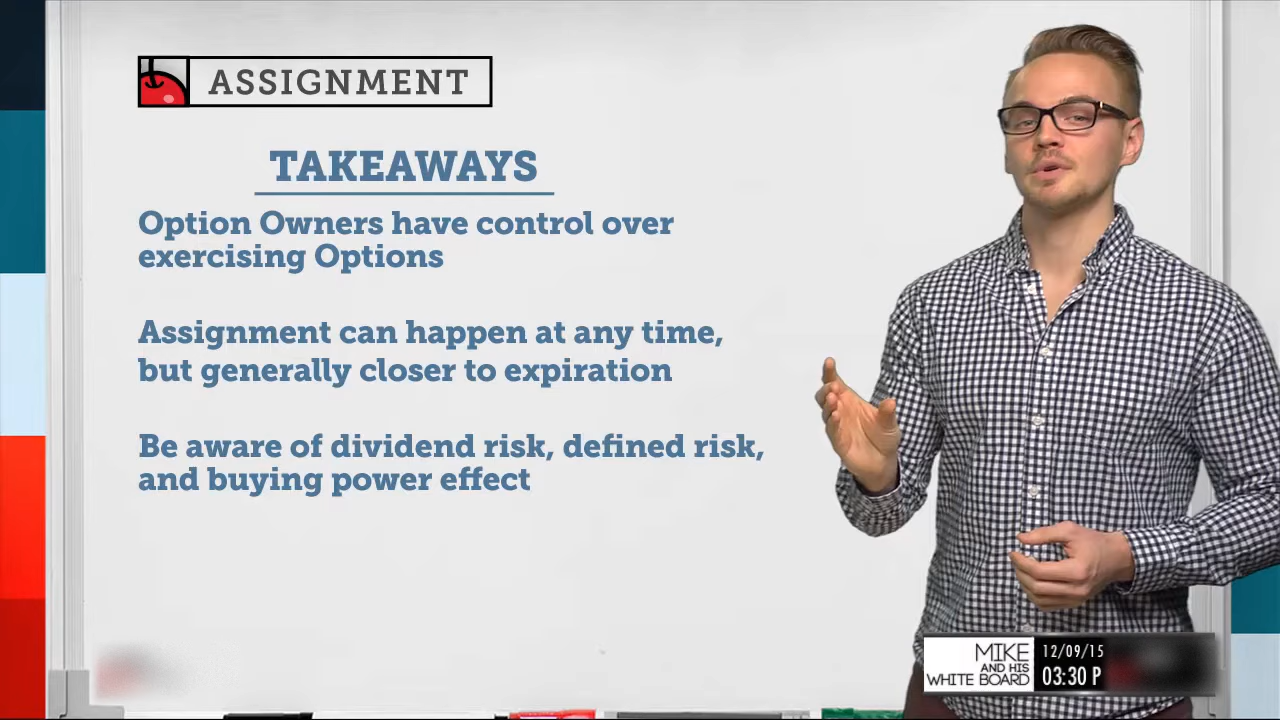 ASSIGNMENT
TAKEAWAYS
Option Owners have control over
exercising Options
Assignment can happen at any time,
but generally closer to expiration
Be aware of dividend risk, defined risk,
and buying power effect
MIKE
AND HIS
WHITE BOARD
12/09/15
03:30 P